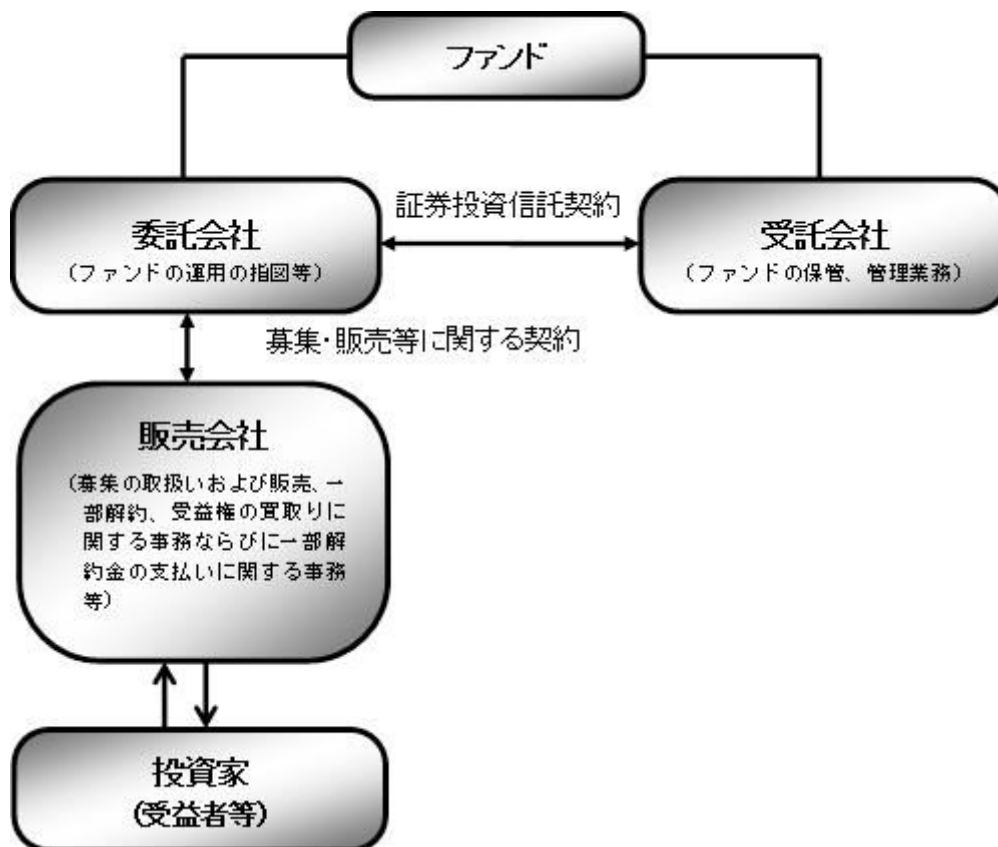 ファンド
証券投資信託契約
委託会社
(ファンドの運用の指図等)
受託会社
(ファンドの保管、管理業務)
募集・販売等に関する契約
販売会社
(募集の取扱いおよび販売、一
部解約、受益権の買取りに
関する事務ならびに一部解
約金の支払いに関する事務
等)
投資家
(受益者等)